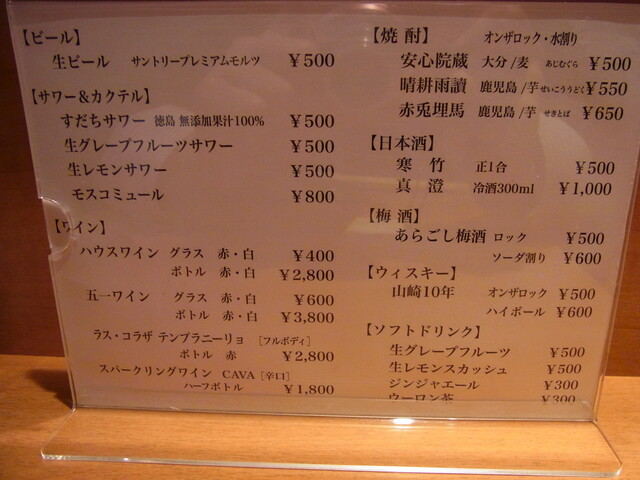 【ビール】
生ビール サントリープレミアムモルツ ￥500
【サワー＆カクテル】
すだちサワー 徳島 無添加果汁100% ￥500
生グレープフルーツサワー ￥500
生レモンサワー ￥500
モスコミュール ￥800
【ワイン】
ハウスワイン グラス 赤・白 ￥400
ボトル 赤・白 ￥2,800
五一ワイン グラス 赤・白 ￥600
ボトル 赤・白 ￥3,800
ラス・コラザ テンプラニーリョ [フルボディ]
ボトル 赤 ￥2,800
スパークリングワイン CAVA [辛口]
ハーフボトル ￥1,800
【焼酎】 オンザロック・水割り
安心院蔵 大分/麦 あじむぐら ￥500
晴耕雨讀 鹿児島/芋 せいこううどく ￥550
赤兎埋馬 鹿児島/芋 せきとば ￥650
【日本酒】
寒竹 正1合 ￥500
真澄 冷酒300ml ￥1,000
【梅酒】
あらごし梅酒 ロック ￥500
ソーダ割り ￥600
【ウィスキー】
山崎10年 オンザロック ￥500
ハイボール ￥600
【ソフトドリンク】
生グレープフルーツ ￥500
生レモンスカッシュ ￥500
ジンジャエール ￥300
ウーロン茶 ￥300